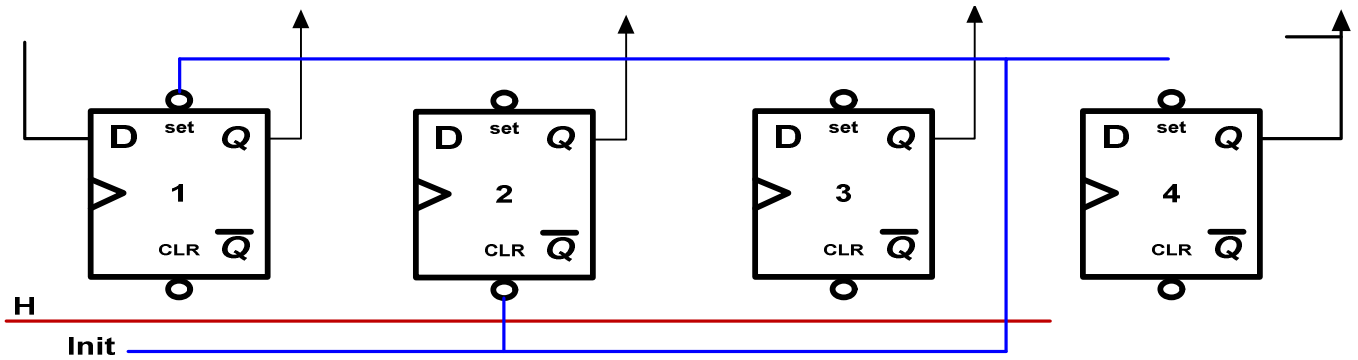 D set Q D set Q D set Q D set Q
1 2 3 4
CLR Q CLR Q CLR Q CLR Q
H
Init